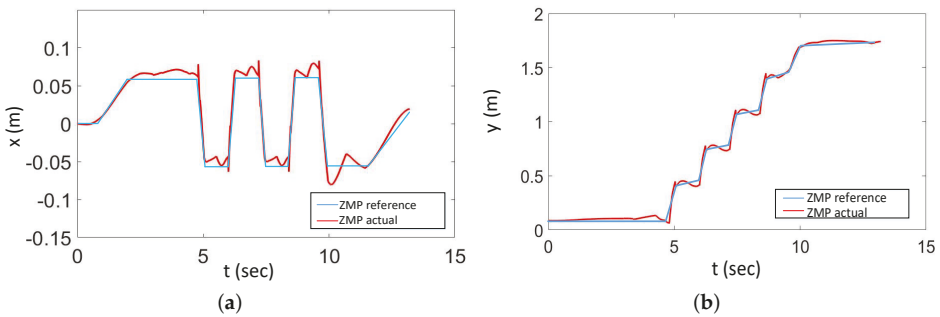 0.1
0.05
0
-0.05
-0.1
-0.15
x (m)
0 5 10 15
t (sec)
ZMP reference
ZMP actual
(a)
2
1.5
1
0.5
0
y (m)
0 5 10 15
t (sec)
ZMP reference
ZMP actual
(b)